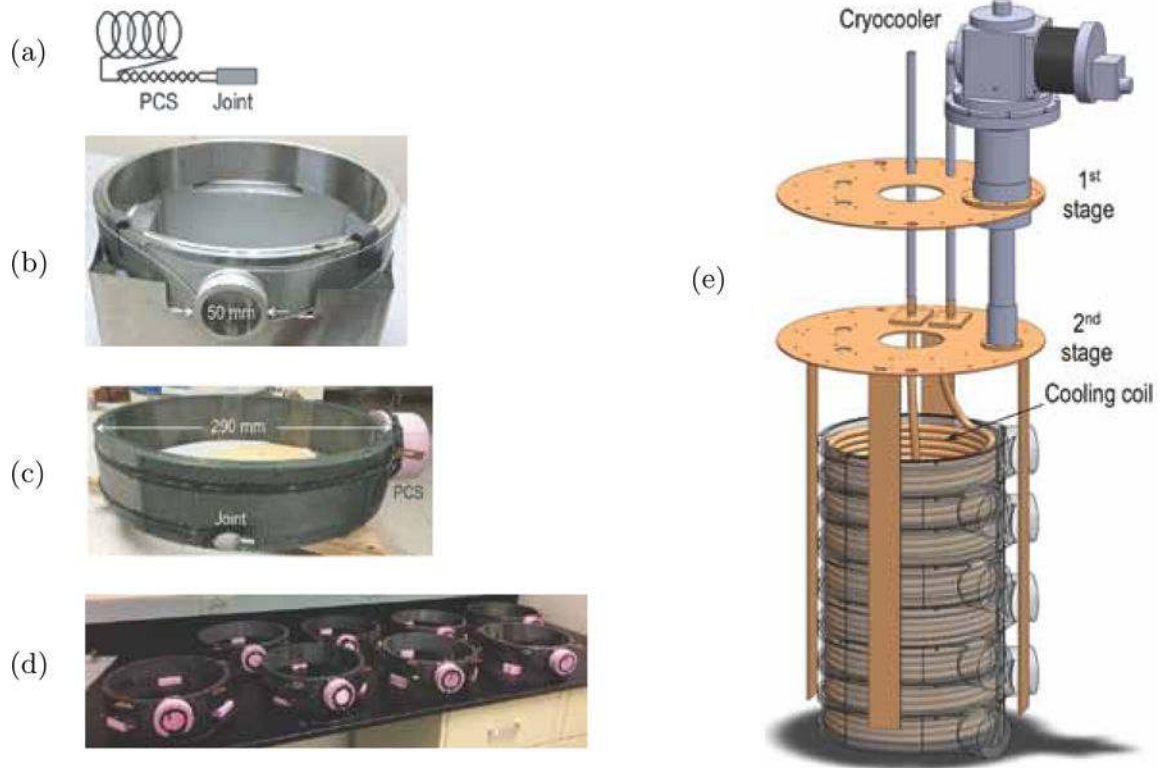 (a)
PCS Joint
(b)
50 mm
(c)
290 mm
PCS
Joint
(d)
(e)
Cryocooler
1st
stage
2nd
stage
Cooling coil